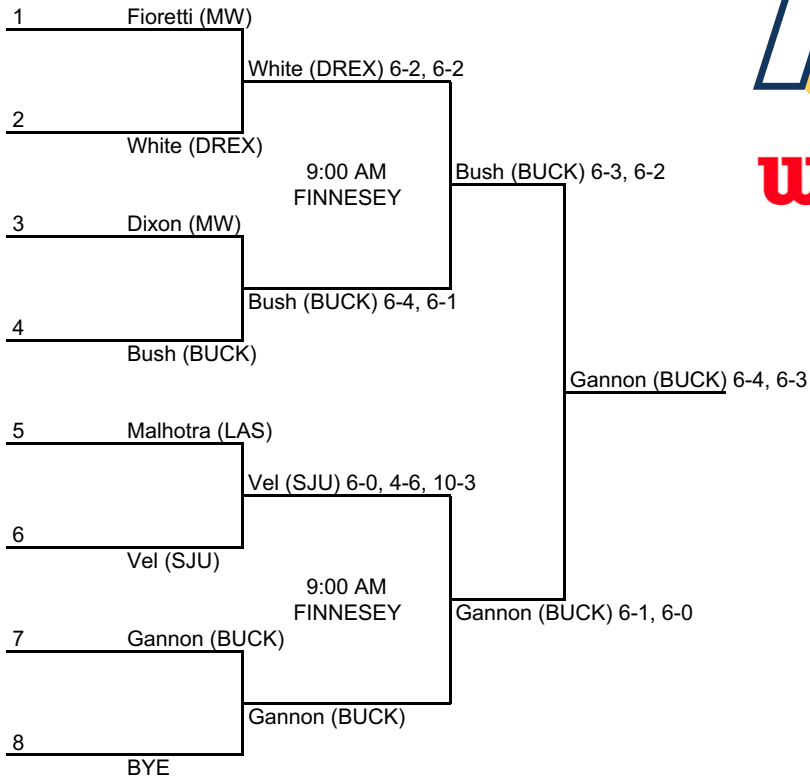 1 Fioretti (MW)
White (DREX) 6-2, 6-2
2
White (DREX)
9:00 AM
FINNESEY
Bush (BUCK) 6-3, 6-2
3 Dixon (MW)
Bush (BUCK) 6-4, 6-1
4
Bush (BUCK)
Gannon (BUCK) 6-4, 6-3
5 Malhotra (LAS)
Vel (SJU) 6-0, 4-6, 10-3
6
Vel (SJU)
9:00 AM
FINNESEY
Gannon (BUCK) 6-1, 6-0
7 Gannon (BUCK)
Gannon (BUCK)
8
BYE